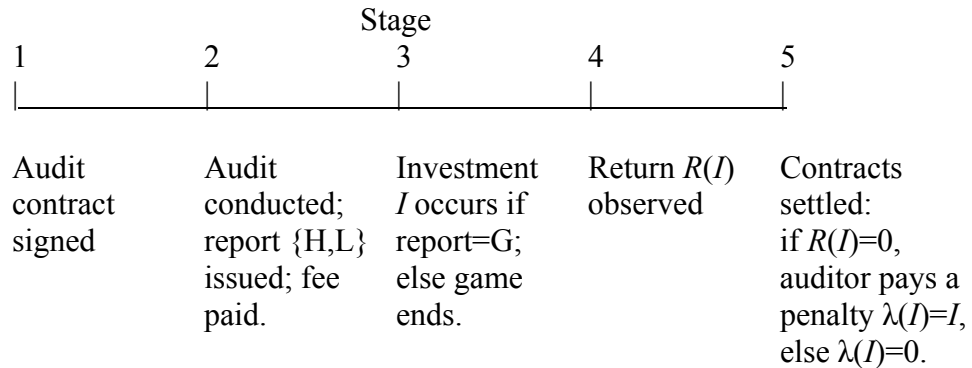 Stage
1 2 3 4 5
Audit contract signed
Audit conducted; report {H,L} issued; fee paid.
Investment I occurs if report=G; else game ends.
Return R(I) observed
Contracts settled: if R(I)=0, auditor pays a penalty λ(I)=I, else λ(I)=0.